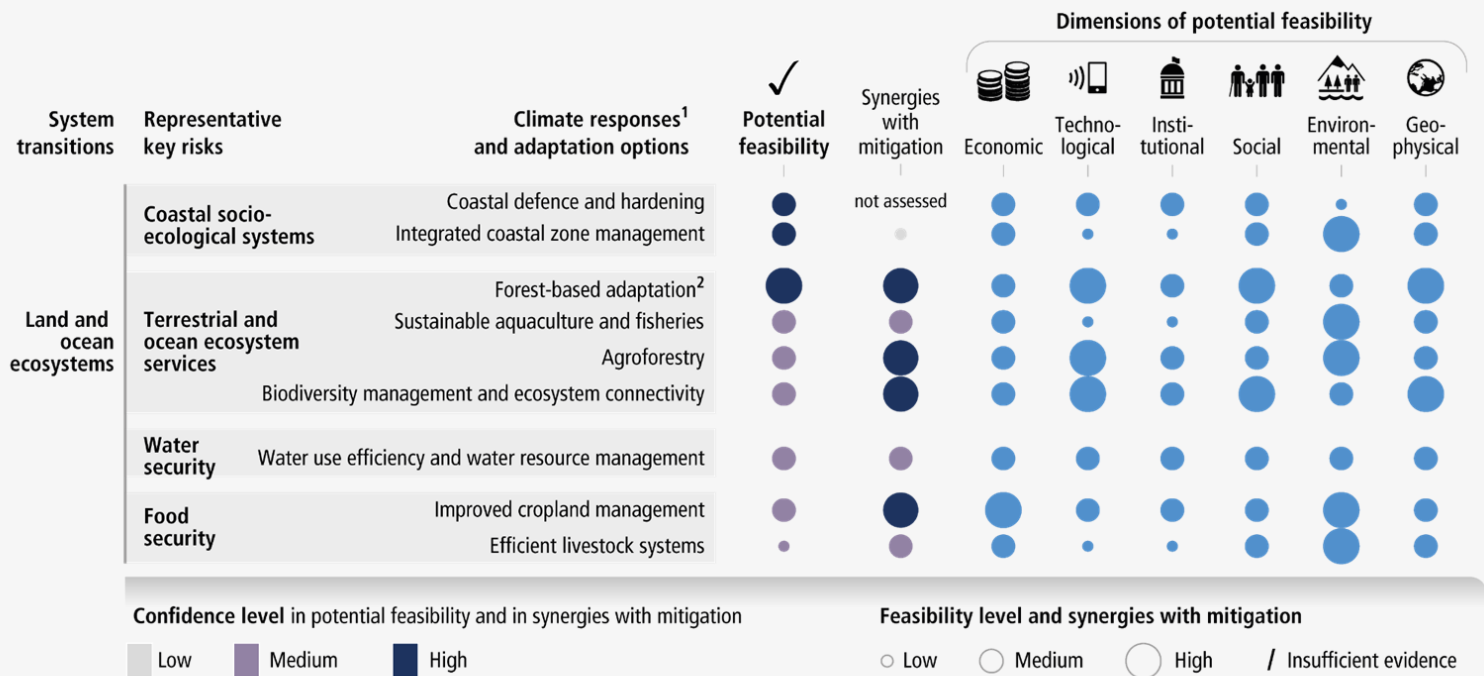 Dimensions of potential feasibility
System
transitions
Representative
key risks
Climate responses¹
and adaptation options
Potential
feasibility
Synergies
with
mitigation
Economic
Techno-
logical
Insti-
tutional
Social
Environ-
mental
Geo-
physical
Land and
ocean
ecosystems
Coastal socio-
ecological systems
Coastal defence and hardening
not assessed
Integrated coastal zone management
Terrestrial and
ocean ecosystem
services
Forest-based adaptation²
Sustainable aquaculture and fisheries
Agroforestry
Biodiversity management and ecosystem connectivity
Water
security
Water use efficiency and water resource management
Food
security
Improved cropland management
Efficient livestock systems
Confidence level in potential feasibility and in synergies with mitigation
Low
Medium
High
Feasibility level and synergies with mitigation
Low
Medium
High
/ Insufficient evidence